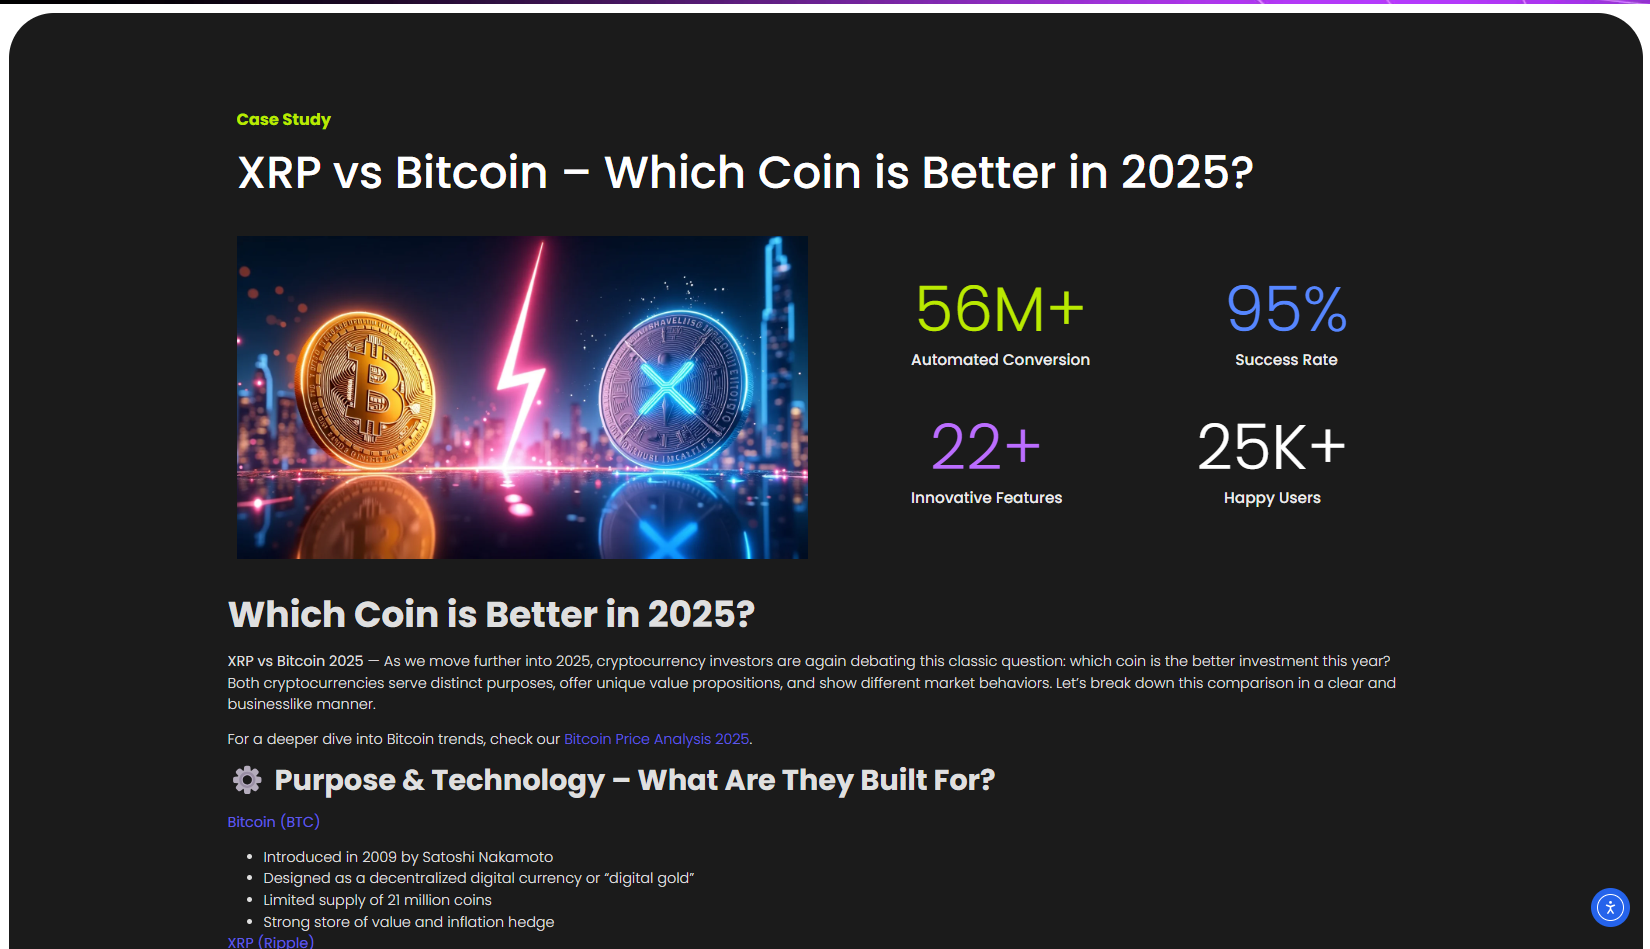 Case Study
XRP vs Bitcoin – Which Coin is Better in 2025?
56M+
Automated Conversion
95%
Success Rate
22+
Innovative Features
25K+
Happy Users
Which Coin is Better in 2025?
XRP vs Bitcoin 2025 — As we move further into 2025, cryptocurrency investors are again debating this classic question: which coin is the better investment this year?
Both cryptocurrencies serve distinct purposes, offer unique value propositions, and show different market behaviors. Let’s break down this comparison in a clear and
businesslike manner.
For a deeper dive into Bitcoin trends, check our Bitcoin Price Analysis 2025.
Purpose & Technology – What Are They Built For?
Bitcoin (BTC)
• Introduced in 2009 by Satoshi Nakamoto
• Designed as a decentralized digital currency or “digital gold”
• Limited supply of 21 million coins
• Strong store of value and inflation hedge
XRP (Ripple)